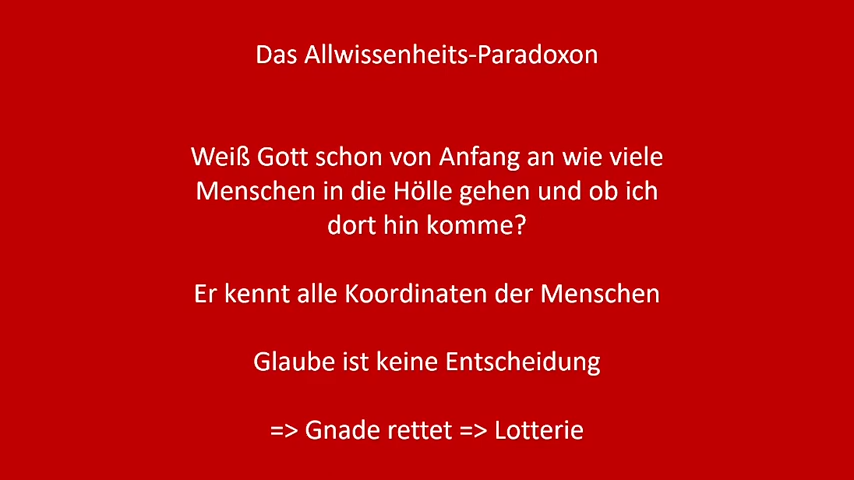 Das Allwissenheits-Paradoxon
Weiß Gott schon von Anfang an wie viele
Menschen in die Hölle gehen und ob ich
dort hin komme?
Er kennt alle Koordinaten der Menschen
Glaube ist keine Entscheidung
=> Gnade rettet => Lotterie